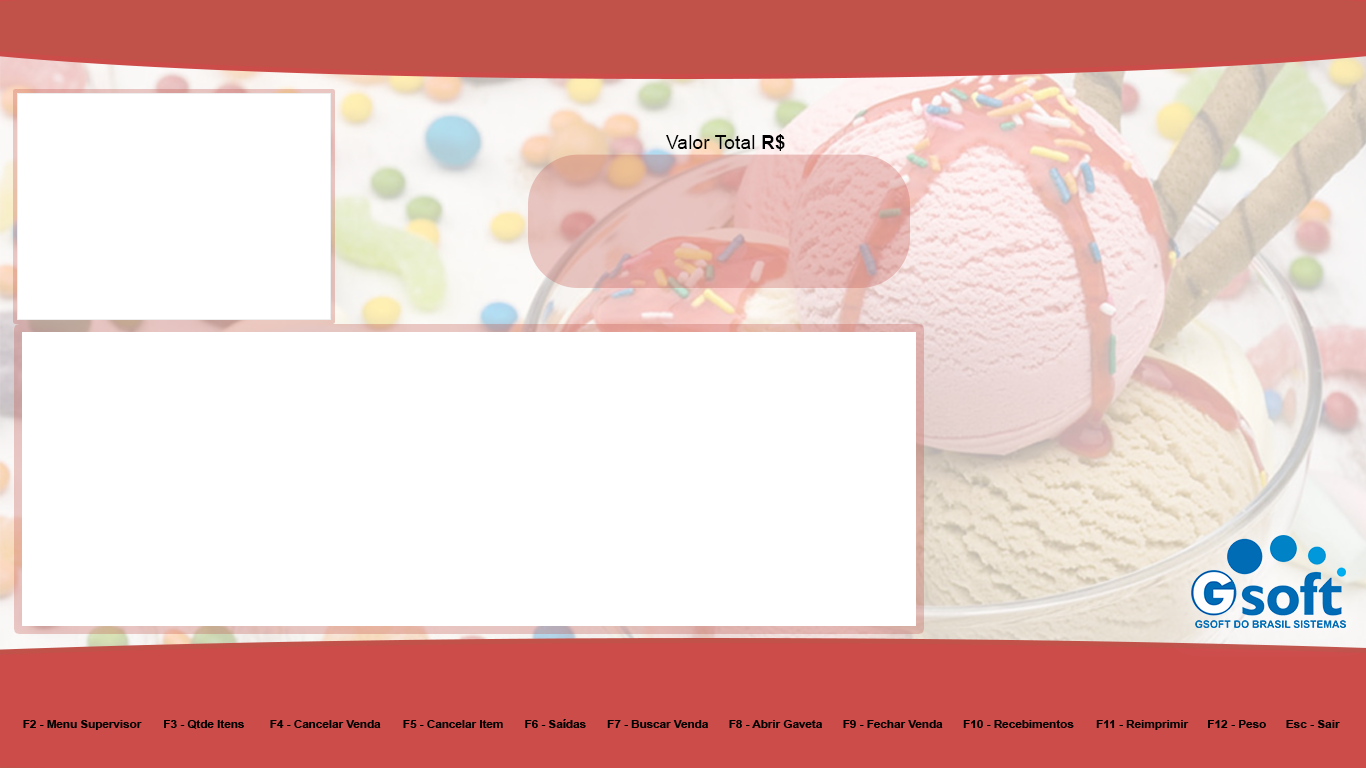 Valor Total R$
Gsoft
GSOFT DO BRASIL SISTEMAS
F2 - Menu Supervisor F3 - Qtde Itens F4 - Cancelar Venda F5 - Cancelar Item F6 - Saídas F7 - Buscar Venda F8 - Abrir Gaveta F9 - Fechar Venda F10 - Recebimentos F11 - Reimprimir F12 - Peso Esc - Sair